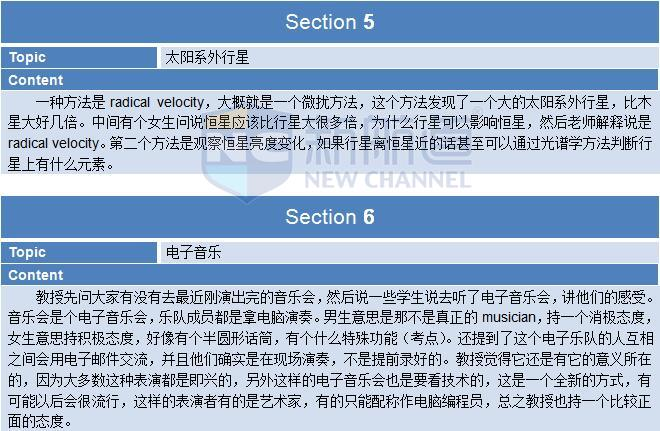 Section 5
Topic 太阳系外行星
Content
一种方法是 radical velocity，大概就是一个微扰方法，这个方法发现了一个大的太阳系外行星，比木
星大好几倍。中间有个女生问说恒星应该比行星大很多倍，为什么行星可以影响恒星，然后老师解释说是
radical velocity。第二个方法是观察恒星亮度变化，如果行星离恒星近的话甚至可以通过光谱学方法判断行
星上有什么元素。
新航道
NEW CHANNEL
Section 6
Topic 电子音乐
Content
教授先问大家有没有去最近刚演出完的音乐会，然后说一些学生说去听了电子音乐会，讲他们的感受。
音乐会是个电子音乐会，乐队成员都是拿电脑演奏。男生意思是那不是真正的 musician，持一个消极态度，
女生意思持积极态度，好像有个半圆形话筒，有个什么特殊功能（考点）。还提到了这个电子乐队的人互相
之间会用电子邮件交流，并且他们确实是在现场演奏，不是提前录好的。教授觉得它还是有它的意义所在
的，因为大多数这种表演都是即兴的，另外这样的电子音乐会也是要看技术的，这是一个全新的方式，有
可能以后会很流行，这样的表演者有的是艺术家，有的只能配称作电脑编程员，总之教授也持一个比较正
面的态度。